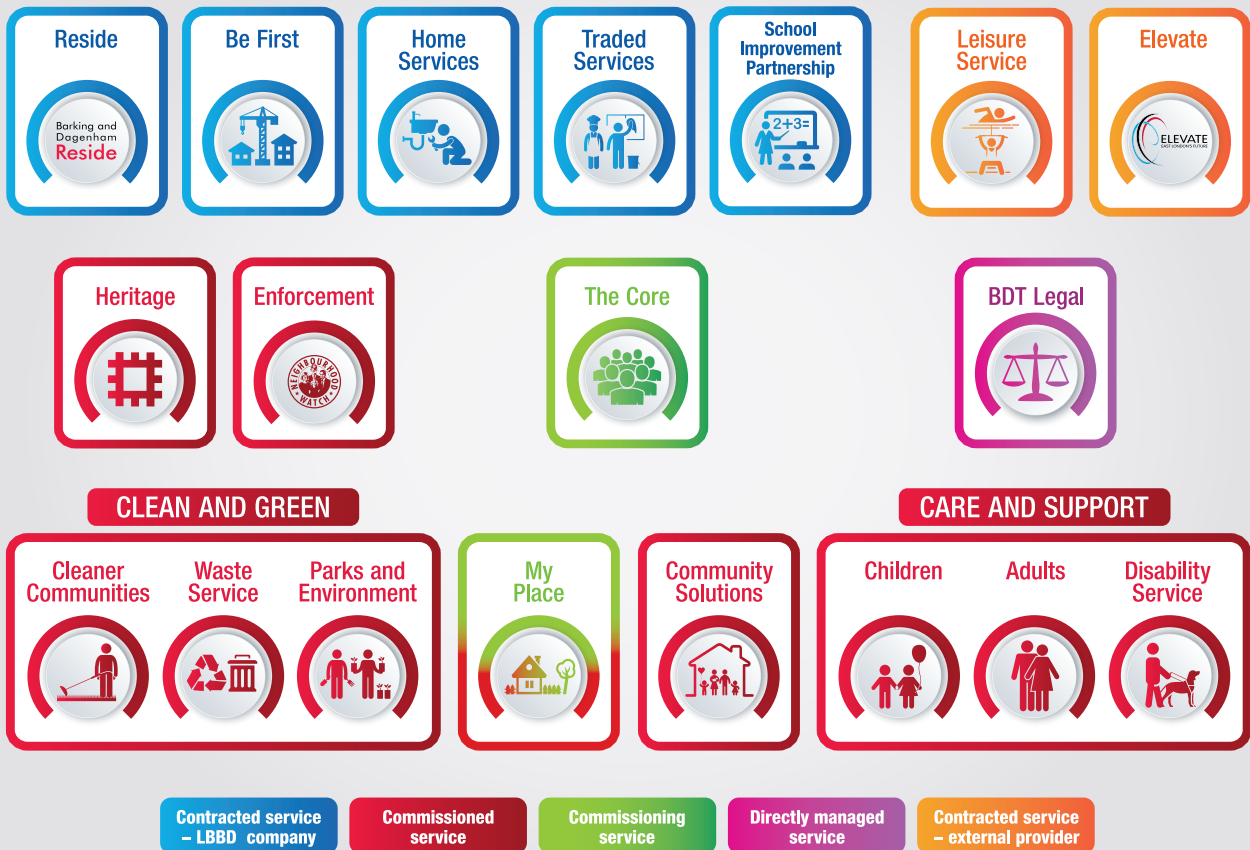 Reside
Barking and
Dagenham
Reside
Be First
Home
Services
Traded
Services
School
Improvement
Partnership
2+3=
Leisure
Service
Elevate
ELEVATE
EAST LONDON'S FUTURE
Heritage
Enforcement
NEIGHBOURHOOD
WATCH
The Core
BDT Legal
CLEAN AND GREEN
Cleaner
Communities
Waste
Service
Parks and
Environment
My
Place
Community
Solutions
CARE AND SUPPORT
Children
Adults
Disability
Service
Contracted service
– LBBD company
Commissioned
service
Commissioning
service
Directly managed
service
Contracted service
– external provider